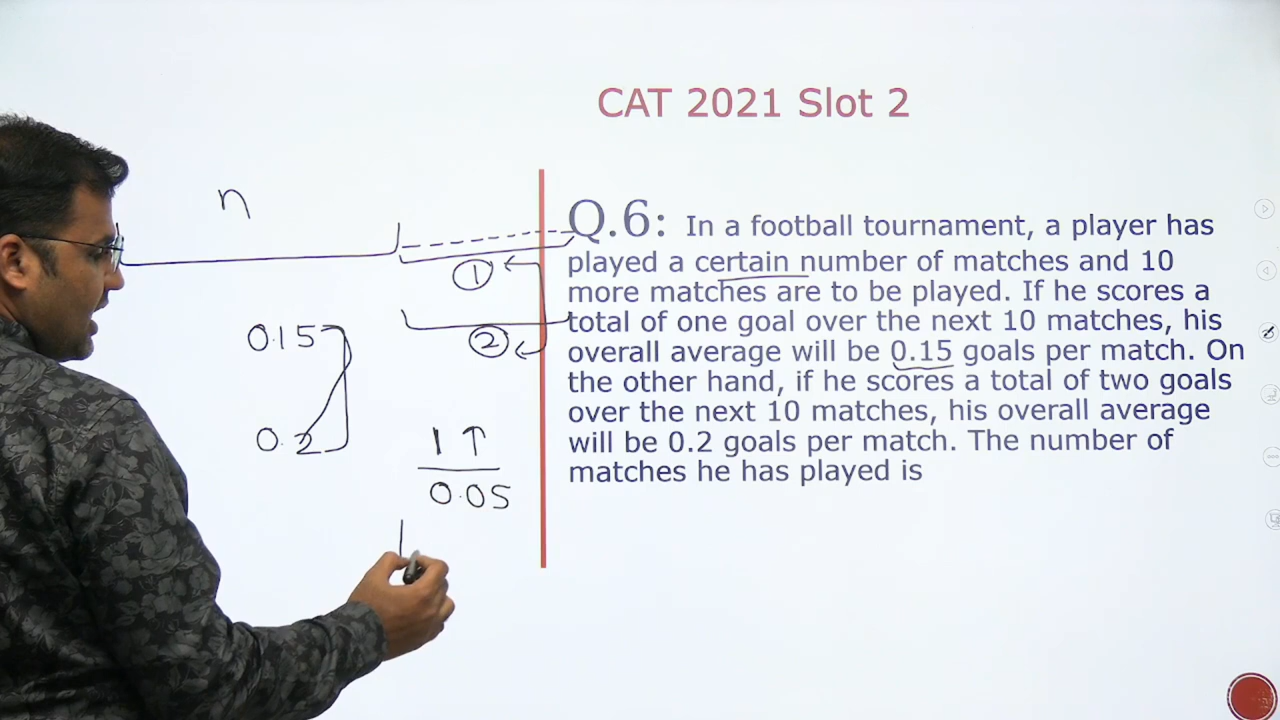 CAT 2021 Slot 2
n
1
0.15
2
0.2
1 ↑
0.05
Q.6: In a football tournament, a player has
played a certain number of matches and 10
more matches are to be played. If he scores a
total of one goal over the next 10 matches, his
overall average will be 0.15 goals per match. On
the other hand, if he scores a total of two goals
over the next 10 matches, his overall average
will be 0.2 goals per match. The number of
matches he has played is